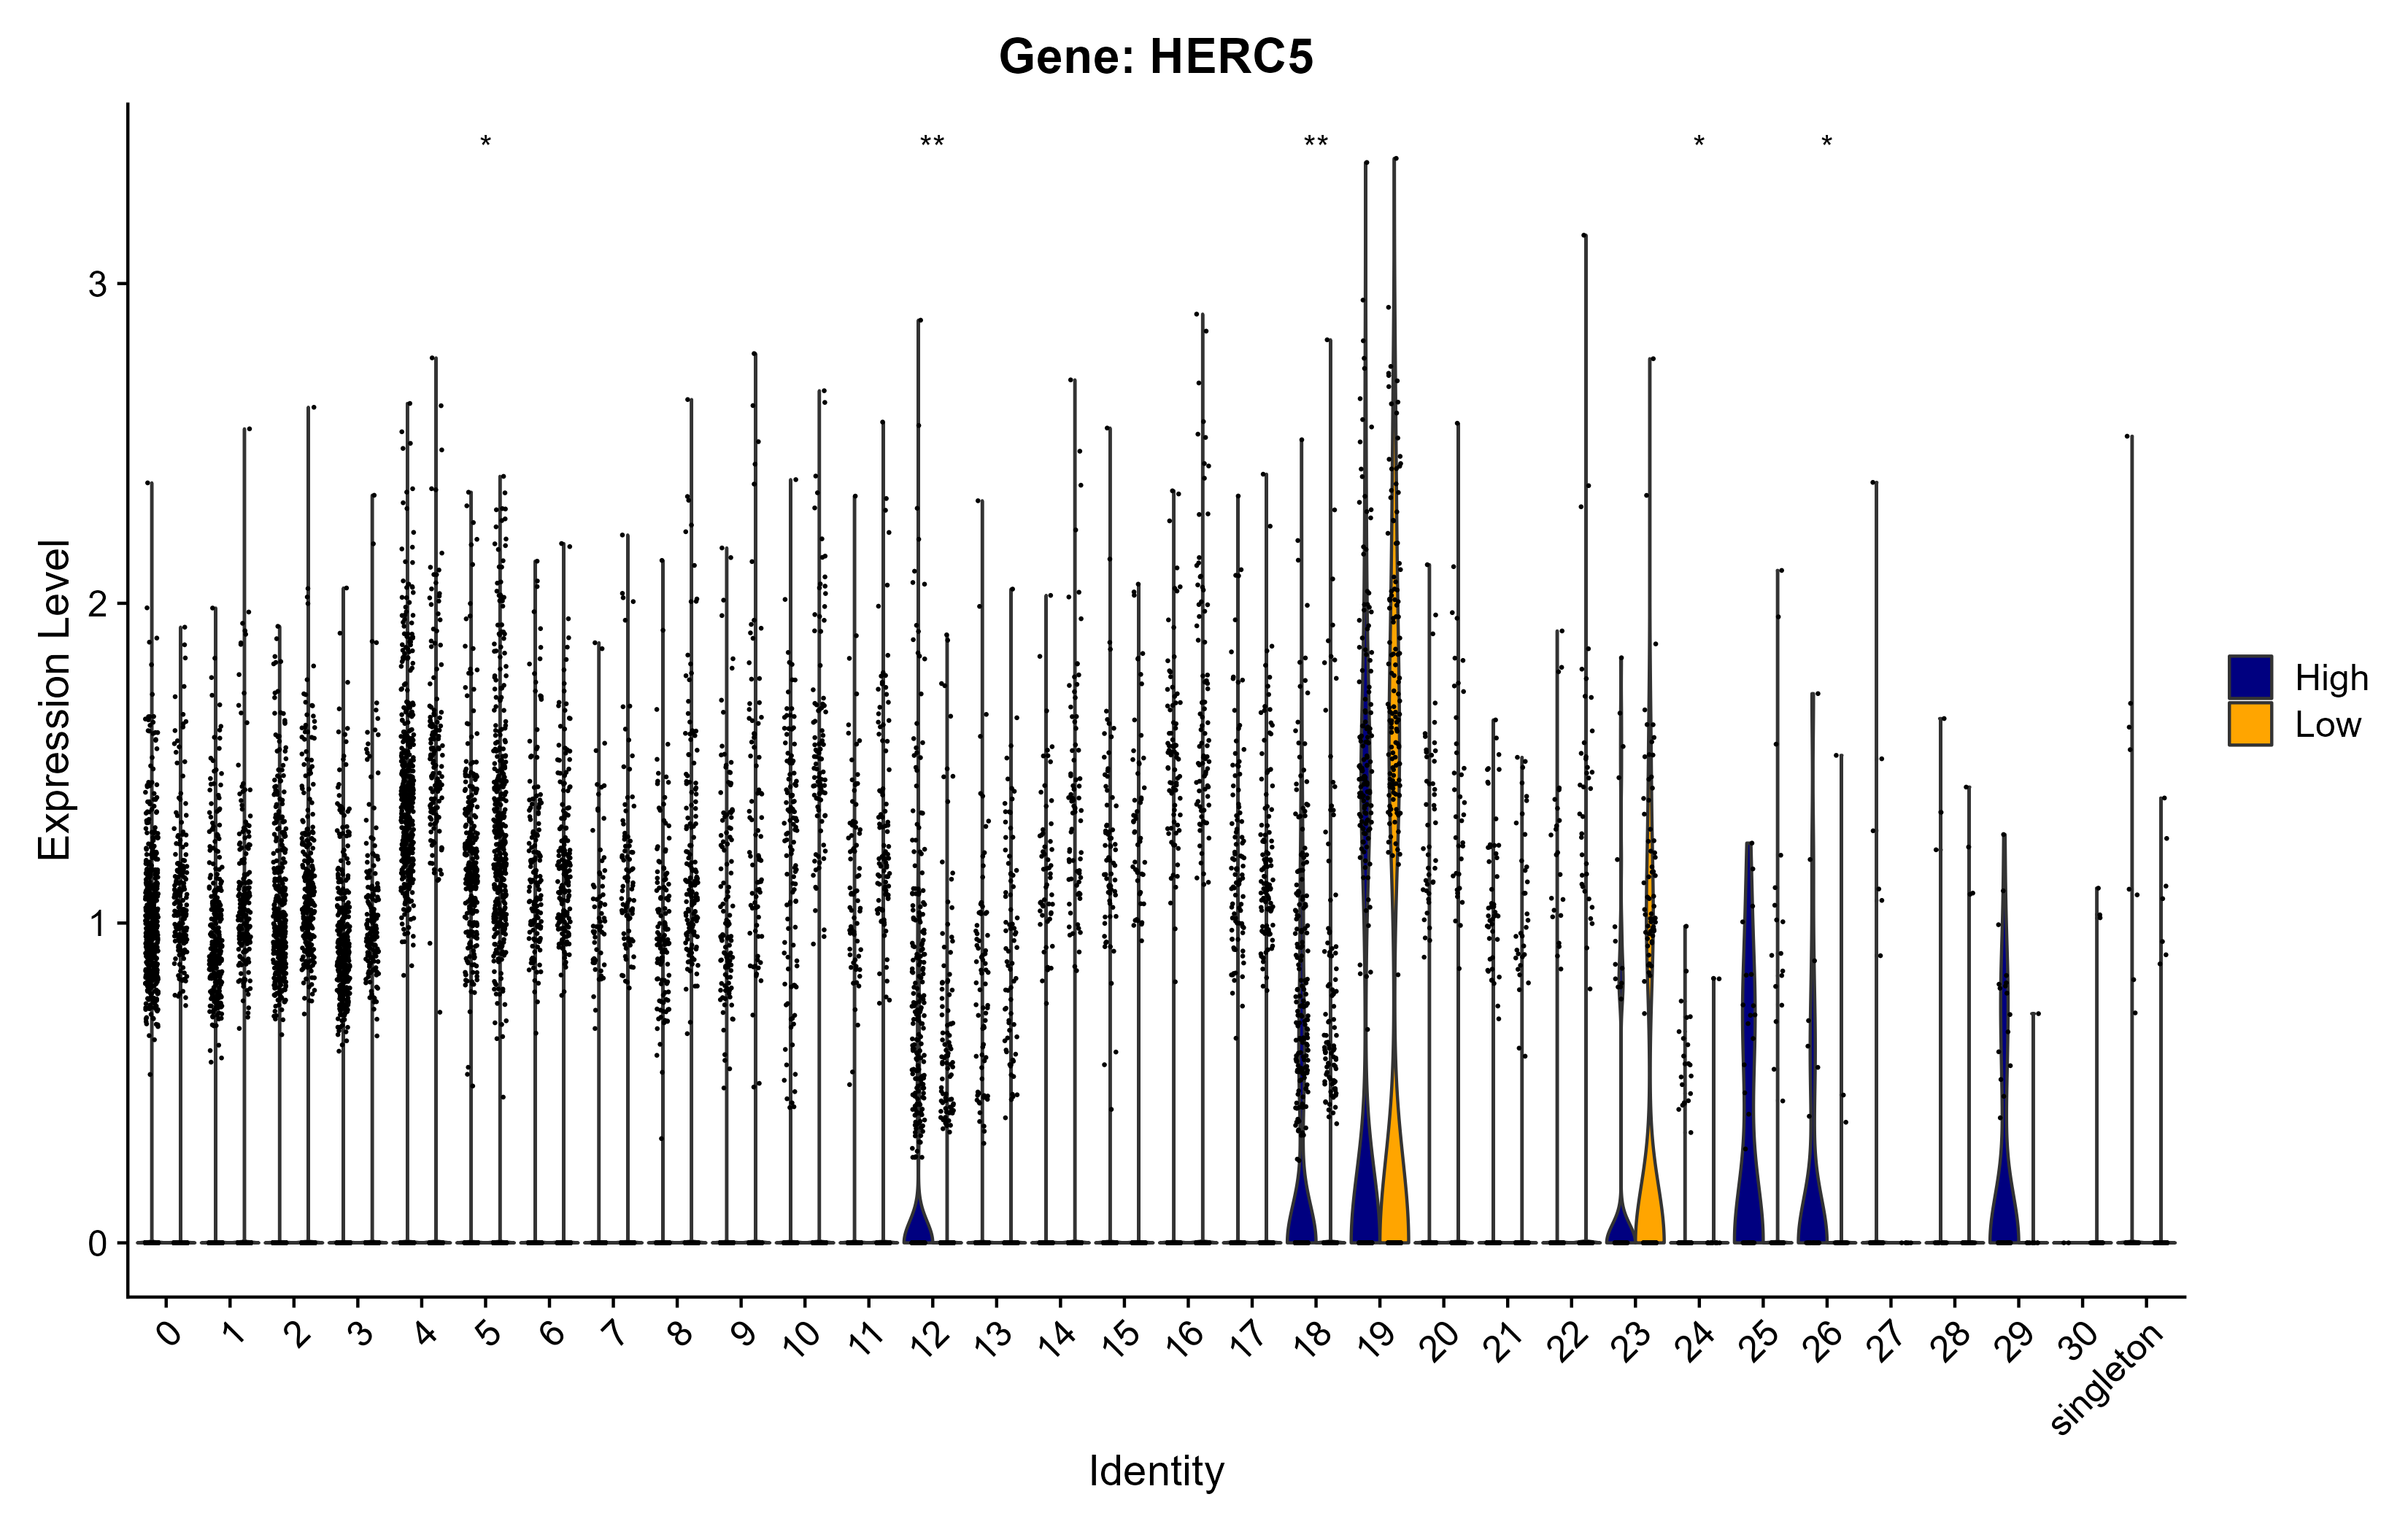 Gene: HERC5
* ** ** * *
Expression Level
3
2
1
0
High
Low
0 1 2 3 4 5 6 7 8 9 10 11 12 13 14 15 16 17 18 19 20 21 22 23 24 25 26 27 28 29 30 singleton
Identity